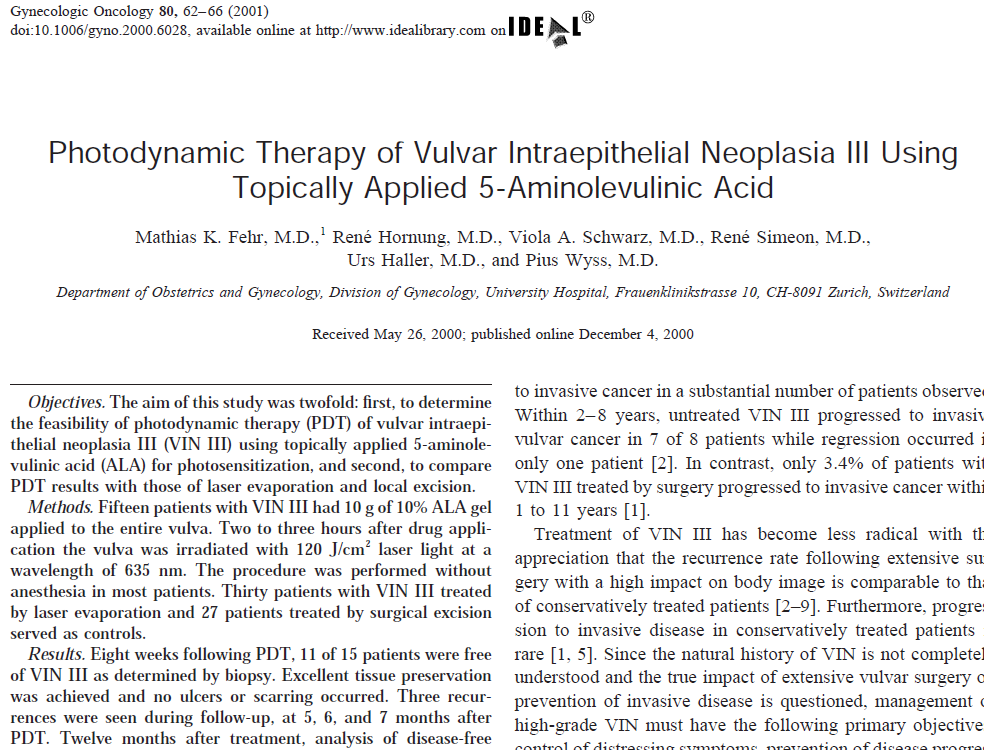 Gynecologic Oncology 80, 62–66 (2001)
doi:10.1006/gyno.2000.6028, available online at http://www.idealibrary.com on IDEAL®
Photodynamic Therapy of Vulvar Intraepithelial Neoplasia III Using
Topically Applied 5-Aminolevulinic Acid
Mathias K. Fehr, M.D.,1 René Hornung, M.D., Viola A. Schwarz, M.D., René Simeon, M.D.,
Urs Haller, M.D., and Pius Wyss, M.D.
Department of Obstetrics and Gynecology, Division of Gynecology, University Hospital, Frauenklinikstrasse 10, CH-8091 Zurich, Switzerland
Received May 26, 2000; published online December 4, 2000
Objectives. The aim of this study was twofold: first, to determine
the feasibility of photodynamic therapy (PDT) of vulvar intraepi-
thelial neoplasia III (VIN III) using topically applied 5-aminole-
vulinic acid (ALA) for photosensitization, and second, to compare
PDT results with those of laser evaporation and local excision.
Methods. Fifteen patients with VIN III had 10 g of 10% ALA gel
applied to the entire vulva. Two to three hours after drug appli-
cation the vulva was irradiated with 120 J/cm² laser light at a
wavelength of 635 nm. The procedure was performed without
anesthesia in most patients. Thirty patients with VIN III treated
by laser evaporation and 27 patients treated by surgical excision
served as controls.
Results. Eight weeks following PDT, 11 of 15 patients were free
of VIN III as determined by biopsy. Excellent tissue preservation
was achieved and no ulcers or scarring occurred. Three recur-
rences were seen during follow-up, at 5, 6, and 7 months after
PDT. Twelve months after treatment, analysis of disease-free
to invasive cancer in a substantial number of patients observe
Within 2–8 years, untreated VIN III progressed to invasiv
vulvar cancer in 7 of 8 patients while regression occurred i
only one patient [2]. In contrast, only 3.4% of patients wit
VIN III treated by surgery progressed to invasive cancer withi
1 to 11 years [1].
Treatment of VIN III has become less radical with th
appreciation that the recurrence rate following extensive sur
gery with a high impact on body image is comparable to tha
of conservatively treated patients [2–9]. Furthermore, progres
sion to invasive disease in conservatively treated patients
rare [1, 5]. Since the natural history of VIN is not completel
understood and the true impact of extensive vulvar surgery o
prevention of invasive disease is questioned, management o
high-grade VIN must have the following primary objective
control of distressing symptoms, prevention of disease progres